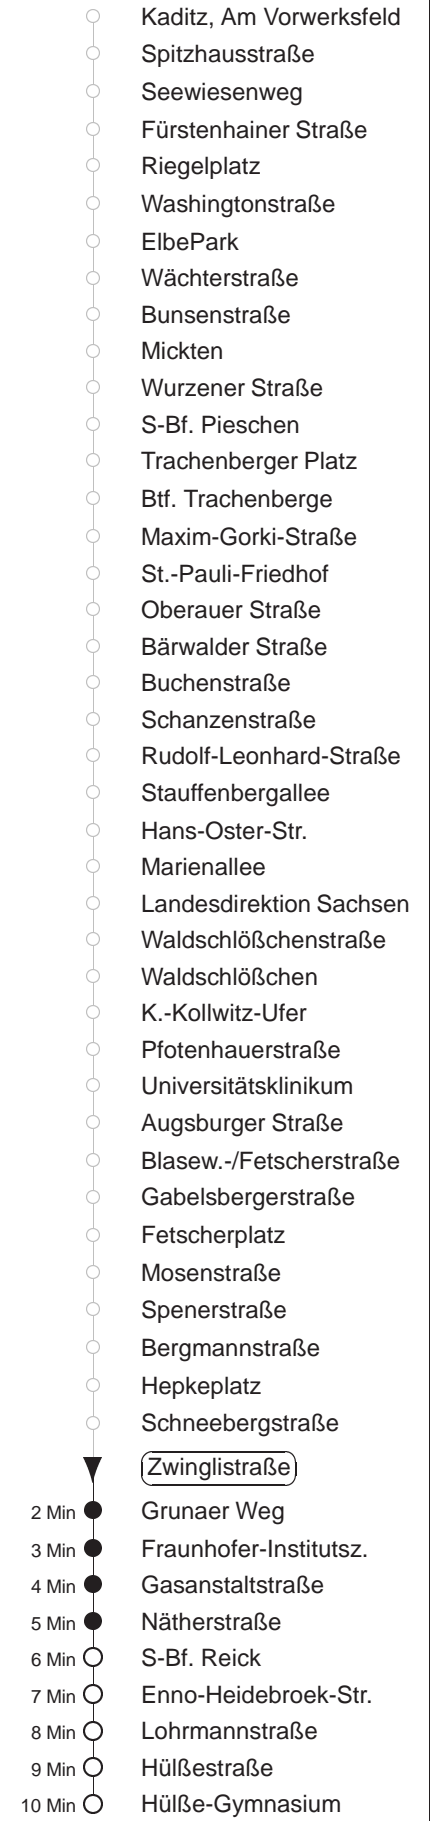 Kaditz, Am Vorwerksfeld
Spitzhausstraße
Seewiesenweg
Fürstenhainer Straße
Riegelplatz
Washingtonstraße
ElbePark
Wächterstraße
Bunsenstraße
Mickten
Wurzener Straße
S-Bf. Pieschen
Trachenberger Platz
Btf. Trachenberge
Maxim-Gorki-Straße
St.-Pauli-Friedhof
Oberauer Straße
Bärwalder Straße
Buchenstraße
Schanzenstraße
Rudolf-Leonhard-Straße
Stauffenbergallee
Hans-Oster-Str.
Marienallee
Landesdirektion Sachsen
Waldschlößchenstraße
Waldschlößchen
K.-Kollwitz-Ufer
Pfotenhauerstraße
Universitätsklinikum
Augsburger Straße
Blasew.-/Fetscherstraße
Gabelsbergerstraße
Fetscherplatz
Mosenstraße
Spenerstraße
Bergmannstraße
Hepkeplatz
Schneebergstraße
Zwinglistraße
2 Min Grunaer Weg
3 Min Fraunhofer-Institutsz.
4 Min Gasanstaltstraße
5 Min Nätherstraße
6 Min S-Bf. Reick
7 Min Enno-Heidebroek-Str.
8 Min Lohrmannstraße
9 Min Hülßestraße
10 Min Hülße-Gymnasium